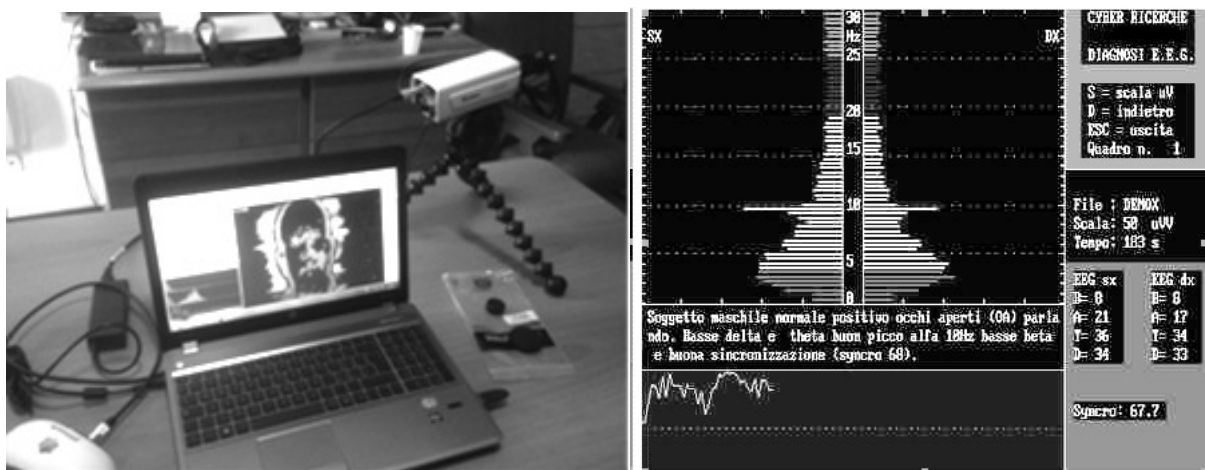 30
Hz
SX
DX
25
20
15
10
5
0
CYBER RICERCHE
DIAGNOSI E.E.G.
S = scala uV
D = indietro
ESC = uscita
Quadro n. 1
File : DEMOX
Scala: 50 uVV
Tempo: 183 s
EEG sx
B= 8
A= 21
T= 36
D= 34
EEG dx
B= 8
A= 17
T= 34
D= 33
Soggetto maschile normale positivo occhi aperti (OA) parla
ndo. Basse delta e theta buon picco alfa 10Hz basse beta
e buona sincronizzazione (syncro 68).
Syncro: 67.7